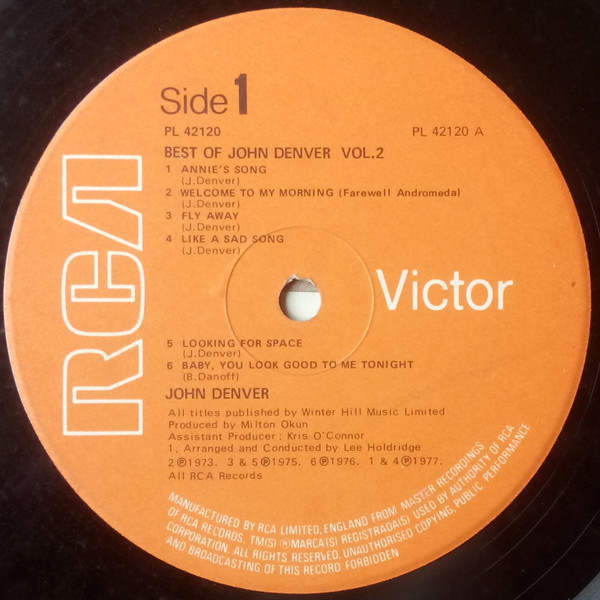 Side 1
PL 42120
PL 42120 A
BEST OF JOHN DENVER VOL.2
1 ANNIE'S SONG
(J.Denver)
2 WELCOME TO MY MORNING (Farewell Andromeda)
(J.Denver)
3 FLY AWAY
(J.Denver)
4 LIKE A SAD SONG
(J.Denver)
RCA
Victor
5 LOOKING FOR SPACE
(J.Denver)
6 BABY, YOU LOOK GOOD TO ME TONIGHT
(B.Danoff)
JOHN DENVER
All titles published by Winter Hill Music Limited
Produced by Milton Okun
Assistant Producer : Kris O'Connor
1, Arranged and Conducted by Lee Holdridge
2℗1973. 3 & 5℗1975. 6℗1976. 1 & 4℗1977.
All RCA Records
MANUFACTURED BY RCA LIMITED, ENGLAND FROM MASTER RECORDINGS
OF RCA RECORDS, TM(S) ® MARCA(S) REGISTRADA(S) USED BY AUTHORITY OF RCA
CORPORATION. ALL RIGHTS RESERVED. UNAUTHORISED COPYING, PUBLIC PERFORMANCE
AND BROADCASTING OF THIS RECORD FORBIDDEN